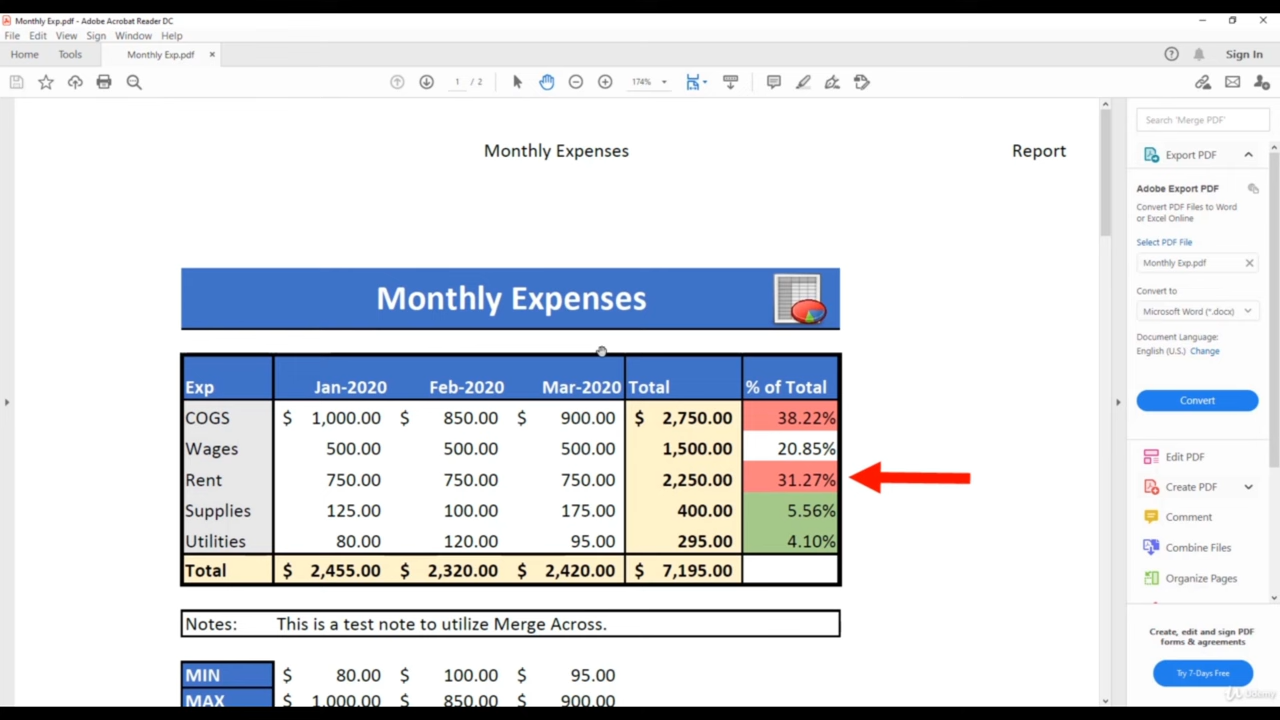 Monthly Exp.pdf - Adobe Acrobat Reader DC
File Edit View Sign Window Help
Home Tools Monthly Exp.pdf × Sign In
1 / 2 174%
Monthly Expenses Report
Monthly Expenses
Exp Jan-2020 Feb-2020 Mar-2020 Total % of Total
COGS $ 1,000.00 $ 850.00 $ 900.00 $ 2,750.00 38.22%
Wages 500.00 500.00 500.00 1,500.00 20.85%
Rent 750.00 750.00 750.00 2,250.00 31.27%
Supplies 125.00 100.00 175.00 400.00 5.56%
Utilities 80.00 120.00 95.00 295.00 4.10%
Total $ 2,455.00 $ 2,320.00 $ 2,420.00 $ 7,195.00
Notes: This is a test note to utilize Merge Across.
MIN $ 80.00 $ 100.00 $ 95.00
MAX $ 1,000.00 $ 850.00 $ 900.00
Search 'Merge PDF'
Export PDF
Adobe Export PDF
Convert PDF Files to Word
or Excel Online
Select PDF File
Monthly Exp.pdf
Convert to
Microsoft Word (*.docx)
Document Language:
English (U.S.) Change
Convert
Edit PDF
Create PDF
Comment
Combine Files
Organize Pages
Create, edit and sign PDF
forms & agreements
Try 7-Days Free
Udemy